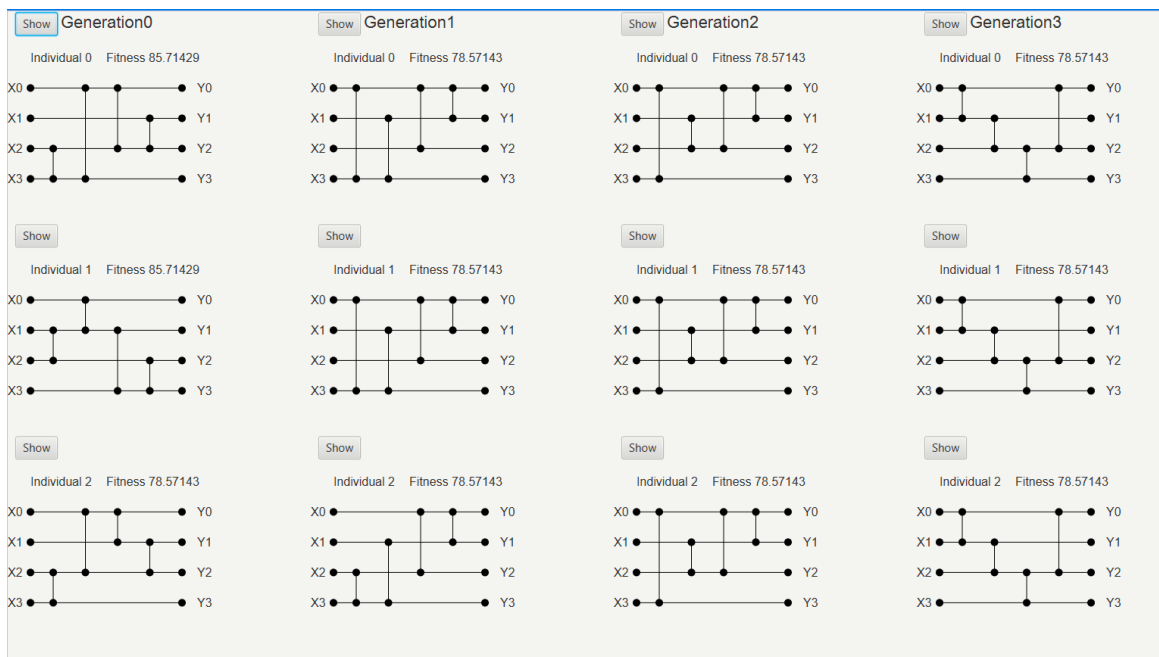 Show Generation0 Show Generation1 Show Generation2 Show Generation3
Individual 0 Fitness 85.71429 Individual 0 Fitness 78.57143 Individual 0 Fitness 78.57143 Individual 0 Fitness 78.57143
X0 Y0 X0 Y0 X0 Y0 X0 Y0
X1 Y1 X1 Y1 X1 Y1 X1 Y1
X2 Y2 X2 Y2 X2 Y2 X2 Y2
X3 Y3 X3 Y3 X3 Y3 X3 Y3
Show Show Show Show
Individual 1 Fitness 85.71429 Individual 1 Fitness 78.57143 Individual 1 Fitness 78.57143 Individual 1 Fitness 78.57143
X0 Y0 X0 Y0 X0 Y0 X0 Y0
X1 Y1 X1 Y1 X1 Y1 X1 Y1
X2 Y2 X2 Y2 X2 Y2 X2 Y2
X3 Y3 X3 Y3 X3 Y3 X3 Y3
Show Show Show Show
Individual 2 Fitness 78.57143 Individual 2 Fitness 78.57143 Individual 2 Fitness 78.57143 Individual 2 Fitness 78.57143
X0 Y0 X0 Y0 X0 Y0 X0 Y0
X1 Y1 X1 Y1 X1 Y1 X1 Y1
X2 Y2 X2 Y2 X2 Y2 X2 Y2
X3 Y3 X3 Y3 X3 Y3 X3 Y3